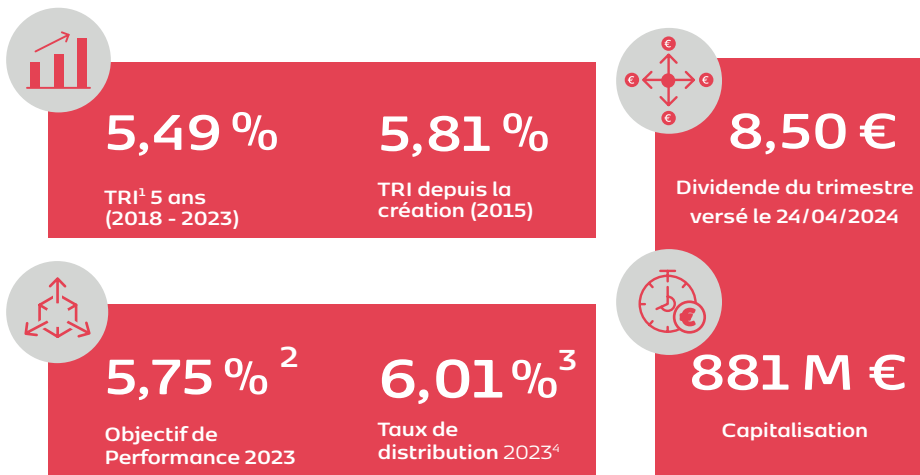 5,49 %
TRI¹ 5 ans
(2018 - 2023)
5,81 %
TRI depuis la
création (2015)
8,50 €
Dividende du trimestre
versé le 24/04/2024
5,75 % ²
Objectif de
Performance 2023
6,01 %³
Taux de
distribution 2023⁴
881 M €
Capitalisation